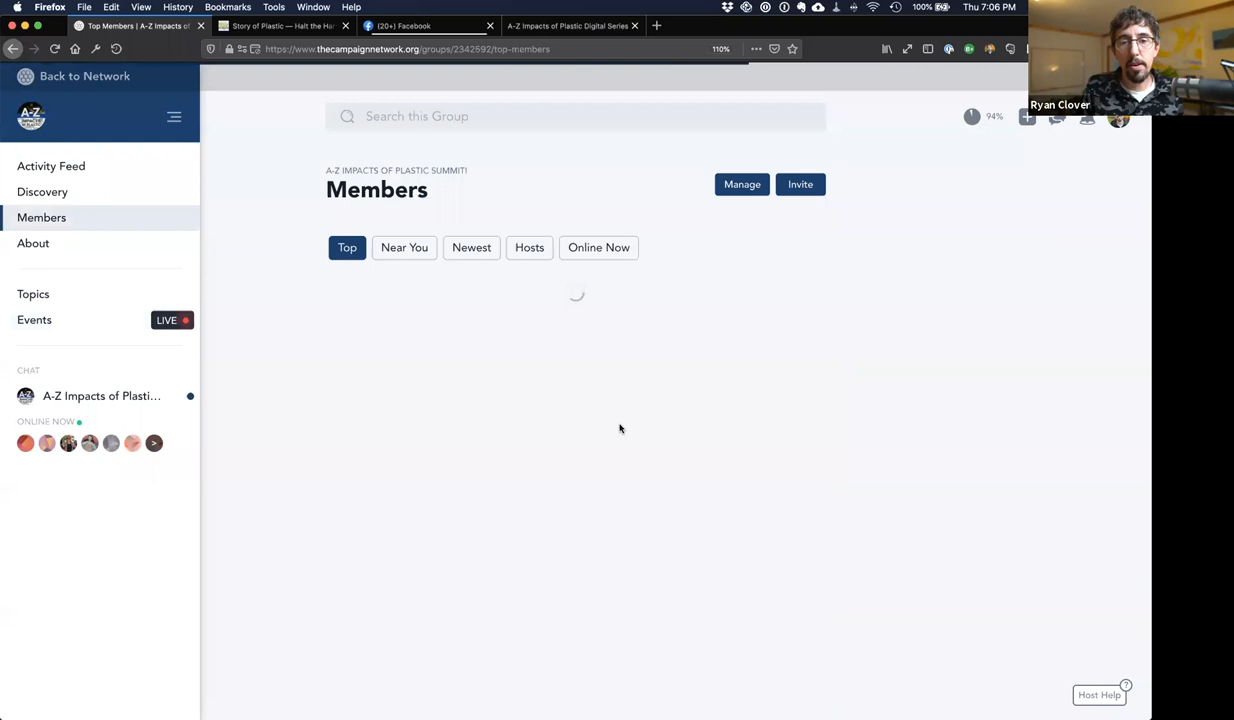 Firefox File Edit View History Bookmarks Tools Window Help 100% Thu 7:06 PM
Top Members | A-Z Impacts of Story of Plastic — Halt the Ha (20+) Facebook A-Z Impacts of Plastic Digital Series
https://www.thecampaignnetwork.org/groups/2342592/top-members 110%
Back to Network
Ryan Clover
A-Z
Search this Group
94%
Activity Feed
A-Z IMPACTS OF PLASTIC SUMMIT!
Members
Manage
Invite
Discovery
Members
About
Top
Near You
Newest
Hosts
Online Now
Topics
Events
LIVE
CHAT
A-Z Impacts of Plasti...
ONLINE NOW
>
Host Help
?